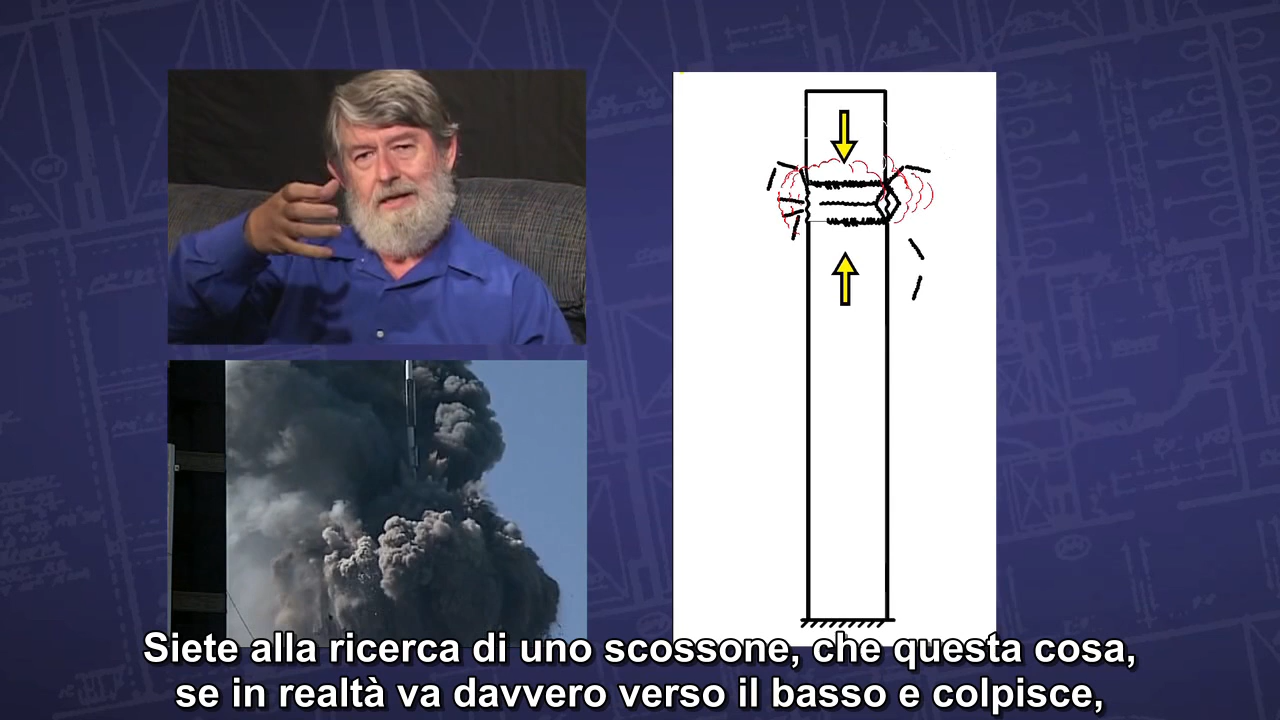 Siete alla ricerca di uno scossone, che questa cosa,
se in realtà va davvero verso il basso e colpisce,